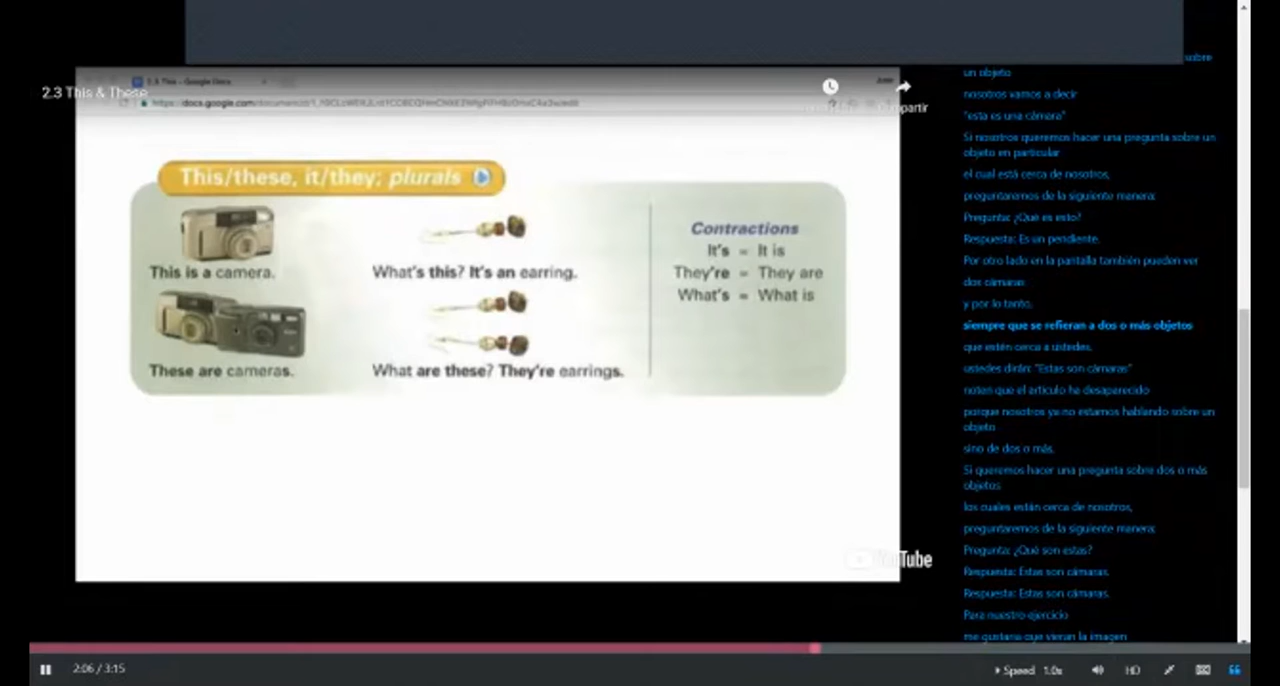 sobre
un objeto
nosotros vamos a decir
"esta es una cámara"
Si nosotros queremos hacer una pregunta sobre un
objeto en particular
el cual está cerca de nosotros,
preguntaremos de la siguiente manera:
Pregunta: ¿Qué es esto?
Respuesta: Es un pendiente.
Por otro lado en la pantalla también pueden ver
dos cámaras
y por lo tanto,
siempre que se refieran a dos o más objetos
que estén cerca a ustedes,
ustedes dirán: "Estas son cámaras"
noten que el artículo ha desaparecido
porque nosotros ya no estamos hablando sobre un
objeto
sino de dos o más.
Si queremos hacer una pregunta sobre dos o más
objetos
los cuales están cerca de nosotros,
preguntaremos de la siguiente manera:
Pregunta: ¿Qué son estas?
Respuesta: Estas son cámaras.
Respuesta: Estas son cámaras.
Para nuestro ejercicio
me gustaría que vieran la imagen
2.3 This & These - Google Docs
2.3 This & These
This/these, it/they; plurals
This is a camera.
What's this? It's an earring.
These are cameras.
What are these? They're earrings.
Contractions
It's = It is
They're = They are
What's = What is
YouTube
2:06 / 3:15
Speed 1.0x
HD